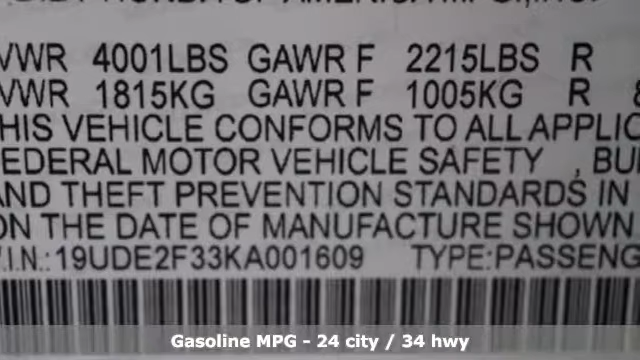 VWR 4001LBS GAWR F 2215LBS R
VWR 1815KG GAWR F 1005KG R
HIS VEHICLE CONFORMS TO ALL APPLIC
EDERAL MOTOR VEHICLE SAFETY , BU
AND THEFT PREVENTION STANDARDS IN
ON THE DATE OF MANUFACTURE SHOWN
V.I.N.:19UDE2F33KA001609 TYPE:PASSENG
Gasoline MPG - 24 city / 34 hwy